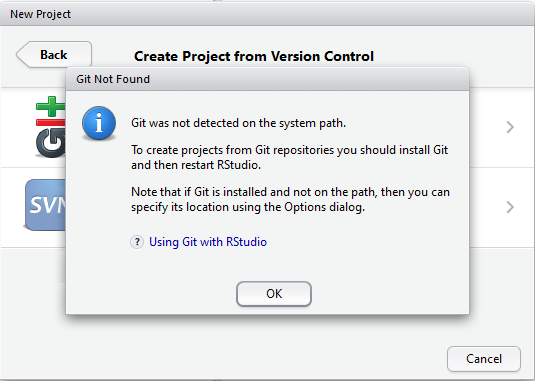 New Project
Back
Create Project from Version Control
Git Not Found
Git was not detected on the system path.
To create projects from Git repositories you should install Git
and then restart RStudio.
Note that if Git is installed and not on the path, then you can
specify its location using the Options dialog.
? Using Git with RStudio
SVN
OK
Cancel